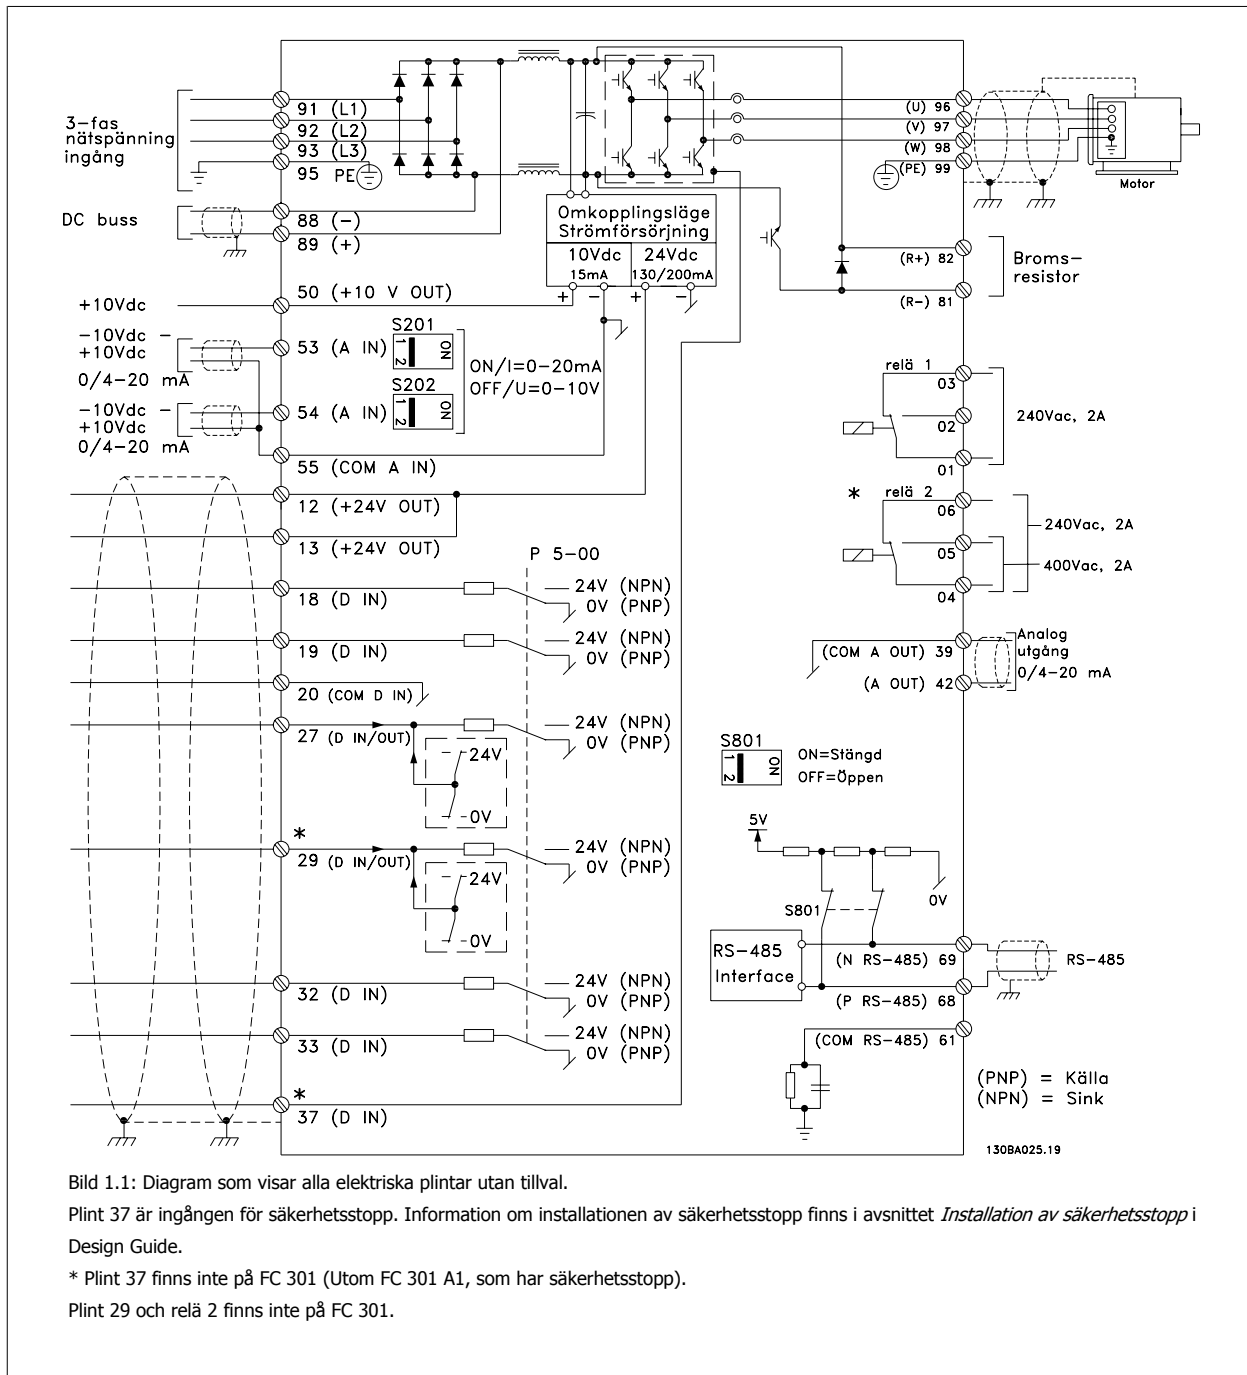 3-fas
nätspänning
ingång
91 (L1)
92 (L2)
93 (L3)
95 PE
DC buss
88 (-)
89 (+)
Omkopplingsläge
Strömförsörjning
10Vdc
15mA
24Vdc
130/200mA
+ - + -
(U) 96
(V) 97
(W) 98
(PE) 99
Motor
(R+) 82
(R-) 81
Broms-
resistor
+10Vdc
50 (+10 V OUT)
-10Vdc -
+10Vdc
0/4-20 mA
53 (A IN)
S201
1 2 ON
ON/I=0-20mA
OFF/U=0-10V
-10Vdc -
+10Vdc
0/4-20 mA
54 (A IN)
S202
1 2 ON
55 (COM A IN)
12 (+24V OUT)
13 (+24V OUT)
relä 1
03
02
01
240Vac, 2A
* relä 2
06
05
04
240Vac, 2A
400Vac, 2A
P 5-00
18 (D IN)
24V (NPN)
0V (PNP)
19 (D IN)
24V (NPN)
0V (PNP)
20 (COM D IN)
27 (D IN/OUT)
24V (NPN)
0V (PNP)
24V
0V
*
29 (D IN/OUT)
24V (NPN)
0V (PNP)
24V
0V
32 (D IN)
24V (NPN)
0V (PNP)
33 (D IN)
24V (NPN)
0V (PNP)
*
37 (D IN)
(COM A OUT) 39
(A OUT) 42
Analog
utgång
0/4-20 mA
S801
1 2 ON
ON=Stängd
OFF=Öppen
5V
0V
S801
RS-485
Interface
(N RS-485) 69
(P RS-485) 68
RS-485
(COM RS-485) 61
(PNP) = Källa
(NPN) = Sink
130BA025.19
Bild 1.1: Diagram som visar alla elektriska plintar utan tillval.
Plint 37 är ingången för säkerhetsstopp. Information om installationen av säkerhetsstopp finns i avsnittet Installation av säkerhetsstopp i
Design Guide.
* Plint 37 finns inte på FC 301 (Utom FC 301 A1, som har säkerhetsstopp).
Plint 29 och relä 2 finns inte på FC 301.